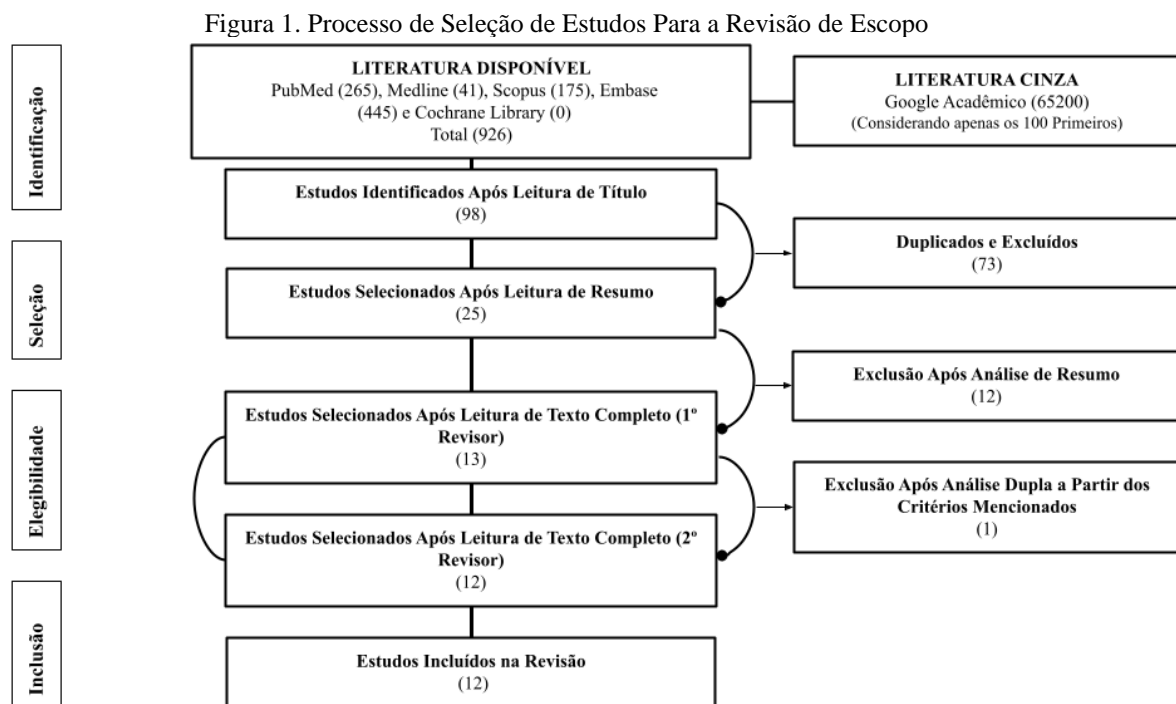 Figura 1. Processo de Seleção de Estudos Para a Revisão de Escopo
Identificação
LITERATURA DISPONÍVEL
PubMed (265), Medline (41), Scopus (175), Embase
(445) e Cochrane Library (0)
Total (926)
LITERATURA CINZA
Google Acadêmico (65200)
(Considerando apenas os 100 Primeiros)
Estudos Identificados Após Leitura de Título
(98)
Duplicados e Excluídos
(73)
Seleção
Estudos Selecionados Após Leitura de Resumo
(25)
Exclusão Após Análise de Resumo
(12)
Elegibilidade
Estudos Selecionados Após Leitura de Texto Completo (1º
Revisor)
(13)
Exclusão Após Análise Dupla a Partir dos
Critérios Mencionados
(1)
Estudos Selecionados Após Leitura de Texto Completo (2º
Revisor)
(12)
Inclusão
Estudos Incluídos na Revisão
(12)